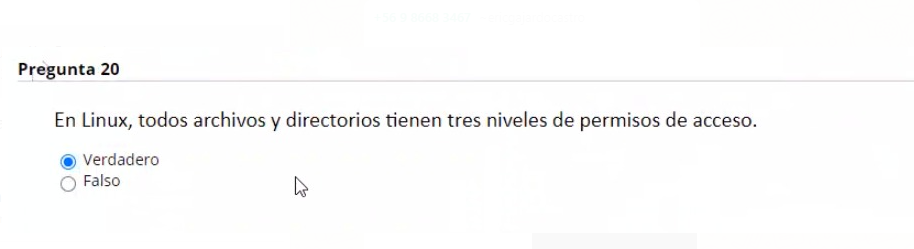 Pregunta 20
En Linux, todos archivos y directorios tienen tres niveles de permisos de acceso.
Verdadero
Falso